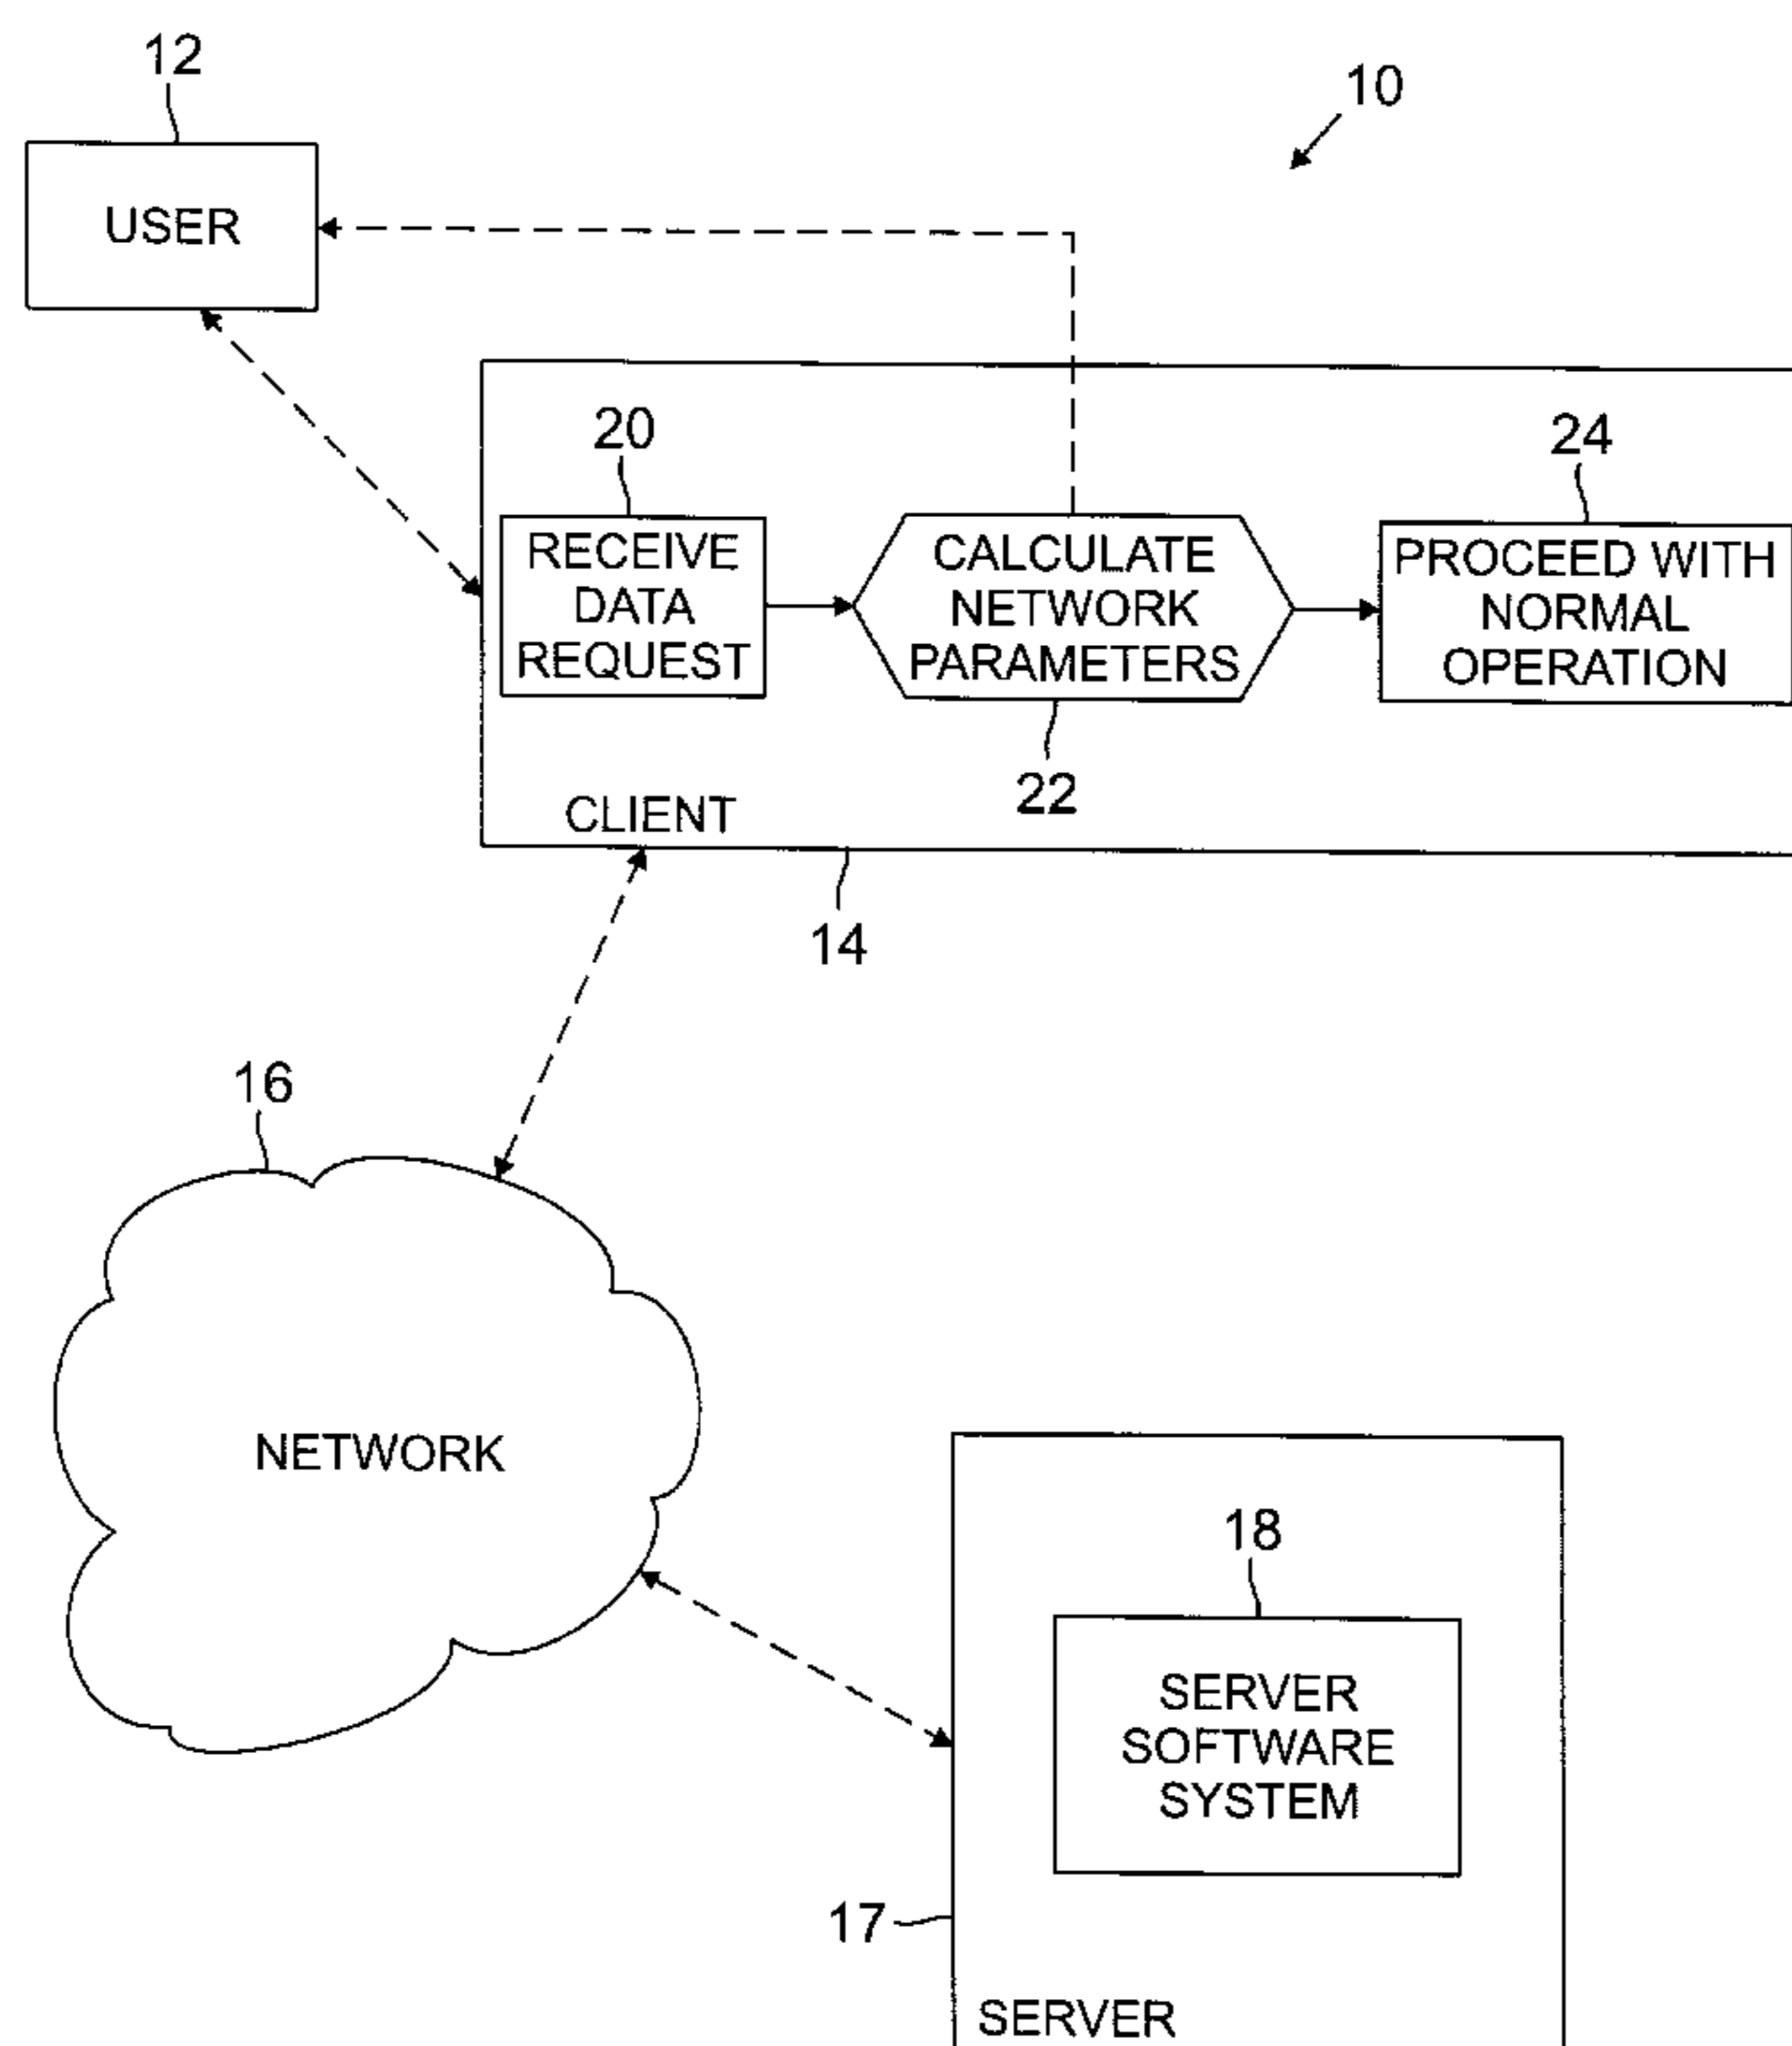 12
10
USER
20
24
RECEIVE
DATA
REQUEST
CALCULATE
NETWORK
PARAMETERS
PROCEED WITH
NORMAL
OPERATION
22
CLIENT
14
16
NETWORK
18
SERVER
SOFTWARE
SYSTEM
17
SERVER